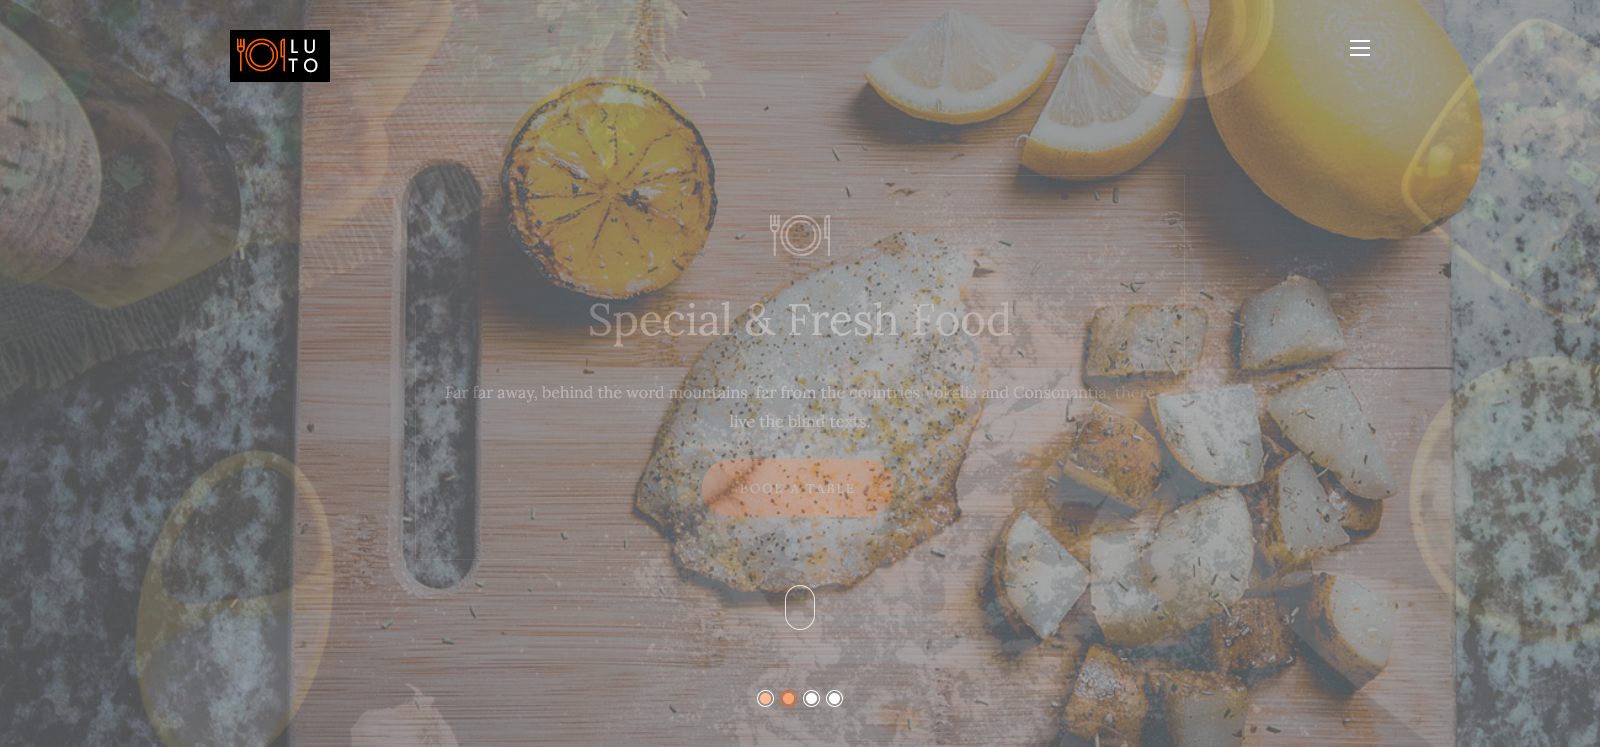 LU
TO
Special & Fresh Food
Far far away, behind the word mountains, far from the countries Vokalia and Consonantia, there
live the blind texts.
BOOK A TABLE